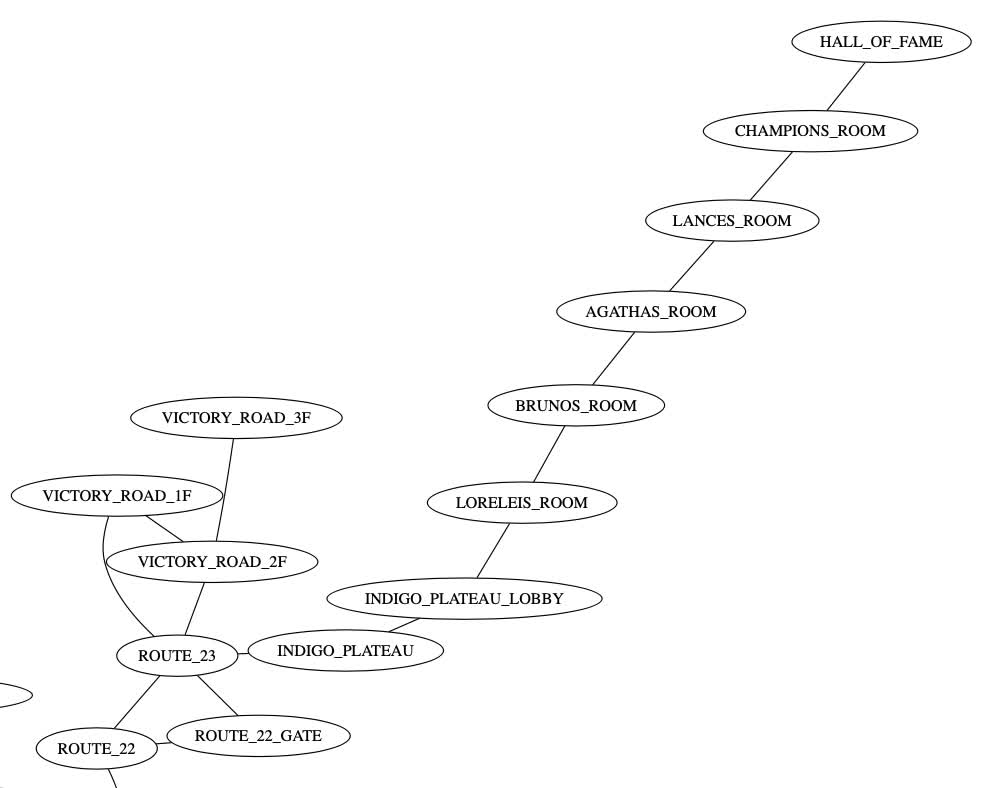 HALL_OF_FAME
CHAMPIONS_ROOM
LANCES_ROOM
AGATHAS_ROOM
BRUNOS_ROOM
VICTORY_ROAD_3F
VICTORY_ROAD_1F
LORELEIS_ROOM
VICTORY_ROAD_2F
INDIGO_PLATEAU_LOBBY
ROUTE_23
INDIGO_PLATEAU
ROUTE_22_GATE
ROUTE_22